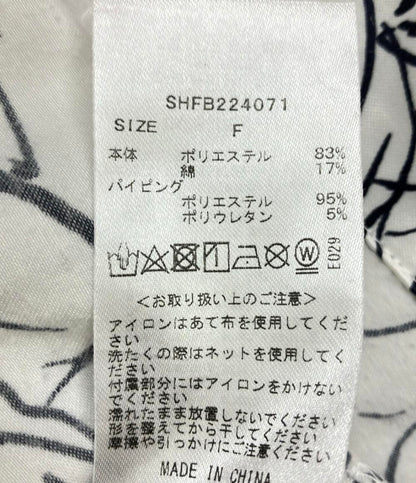 SHFB224071
SIZE F
本体 ポリエステル 83%
綿 17%
パイピング
ポリエステル 95%
ポリウレタン 5%
W E029
<お取り扱い上のご注意>
アイロンはあて布を使用してくだ
さい
洗たくの際はネットを使用してく
ださい
付属部分にはアイロンをかけない
でください
濡れたまま放置しないでください
形を整えてから干してください
摩擦や引っかけにご注意ください
MADE IN CHINA